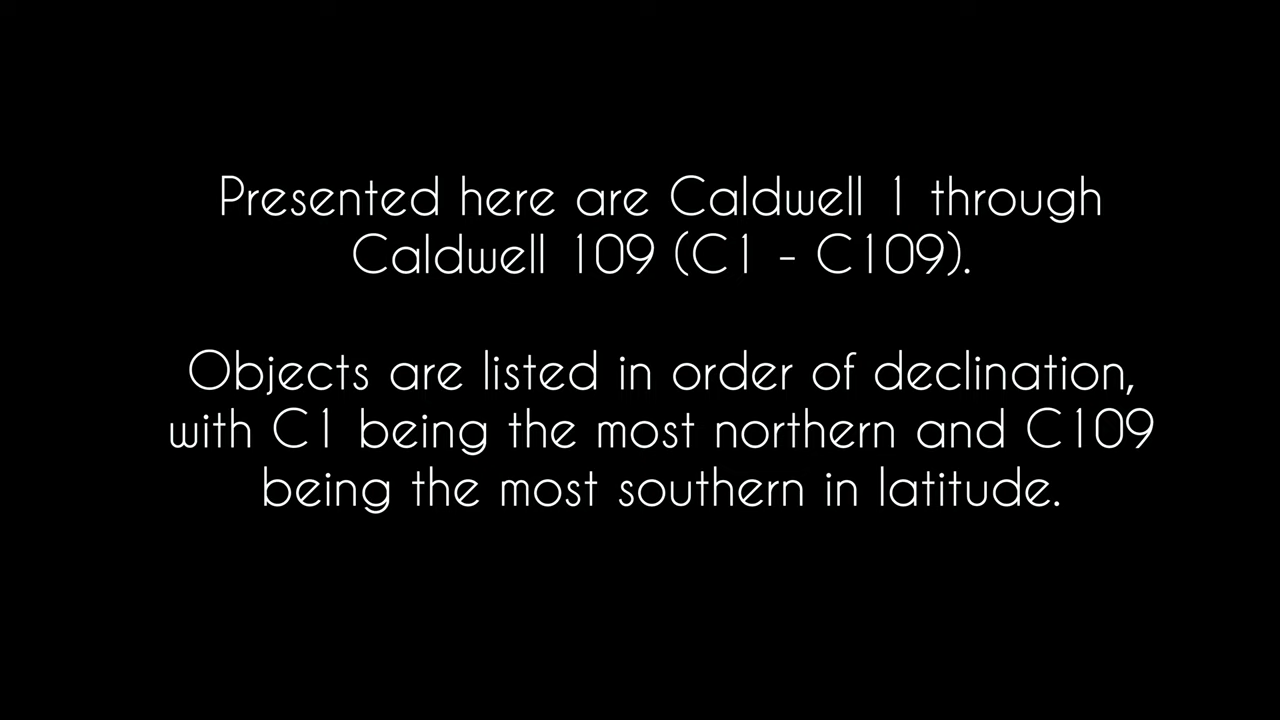 Presented here are Caldwell 1 through
Caldwell 109 (C1 - C109).
Objects are listed in order of declination,
with C1 being the most northern and C109
being the most southern in latitude.